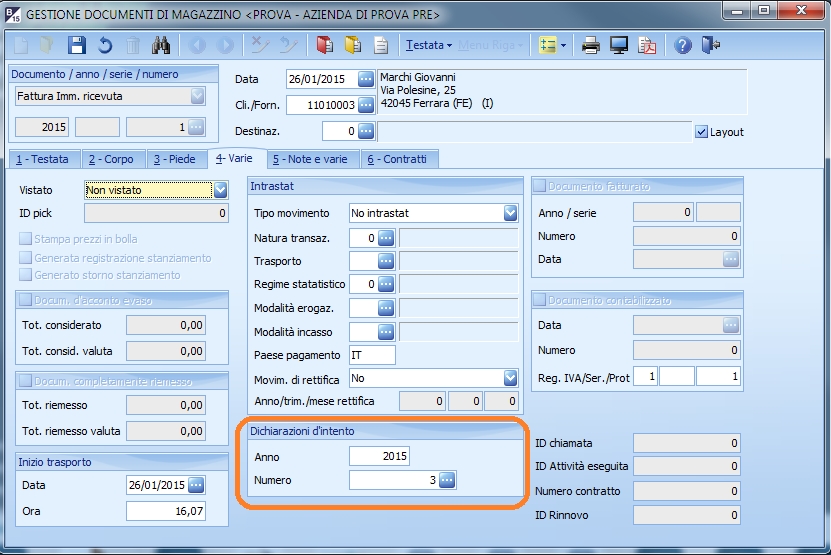 B 15 GESTIONE DOCUMENTI DI MAGAZZINO <PROVA - AZIENDA DI PROVA PRE>
Testata Menu Riga
Documento / anno / serie / numero
Fattura Imm. ricevuta
2015 1
Data 26/01/2015
Cli./Forn. 11010003
Destinaz. 0
Marchi Giovanni
Via Polesine, 25
42045 Ferrara (FE) (I)
Layout
1 - Testata 2 - Corpo 3 - Piede 4- Varie 5 - Note e varie 6 - Contratti
Vistato Non vistato
ID pick 0
Stampa prezzi in bolla
Generata registrazione stanziamento
Generato storno stanziamento
Docum. d'acconto evaso
Tot. considerato 0,00
Tot. consid. valuta 0,00
Docum. completamente riemesso
Tot. riemesso 0,00
Tot. riemesso valuta 0,00
Inizio trasporto
Data 26/01/2015
Ora 16,07
Intrastat
Tipo movimento No intrastat
Natura transaz. 0
Trasporto
Regime statatistico 0
Modalità erogaz.
Modalità incasso
Paese pagamento IT
Movim. di rettifica No
Anno/trim./mese rettifica 0 0 0
Dichiarazioni d'intento
Anno 2015
Numero 3
Documento fatturato
Anno / serie 0
Numero 0
Data
Documento contabilizzato
Data
Numero 0
Reg. IVA/Ser./Prot 1 1
ID chiamata 0
ID Attività eseguita 0
Numero contratto 0
ID Rinnovo 0